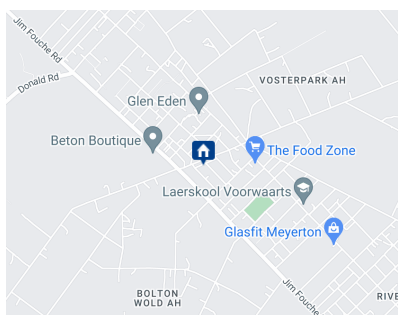 Jim Fouche Rd
Donald Rd
VOSTERPARK AH
Glen Eden
Beton Boutique
The Food Zone
Laerskool Voorwaarts
Glasfit Meyerton
Jim Fouche
BOLTON
WOLD AH
RIVE